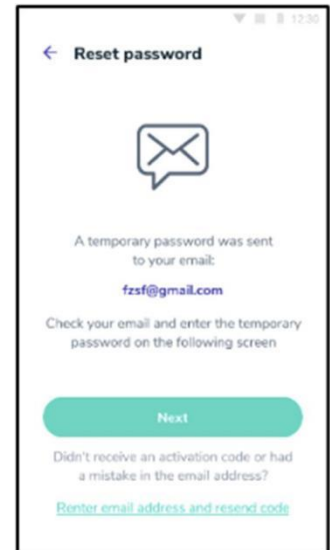 12:30
Reset password
A temporary password was sent
to your email:
fzsf@gmail.com
Check your email and enter the temporary
password on the following screen
Next
Didn't receive an activation code or had
a mistake in the email address?
Renter email address and resend code